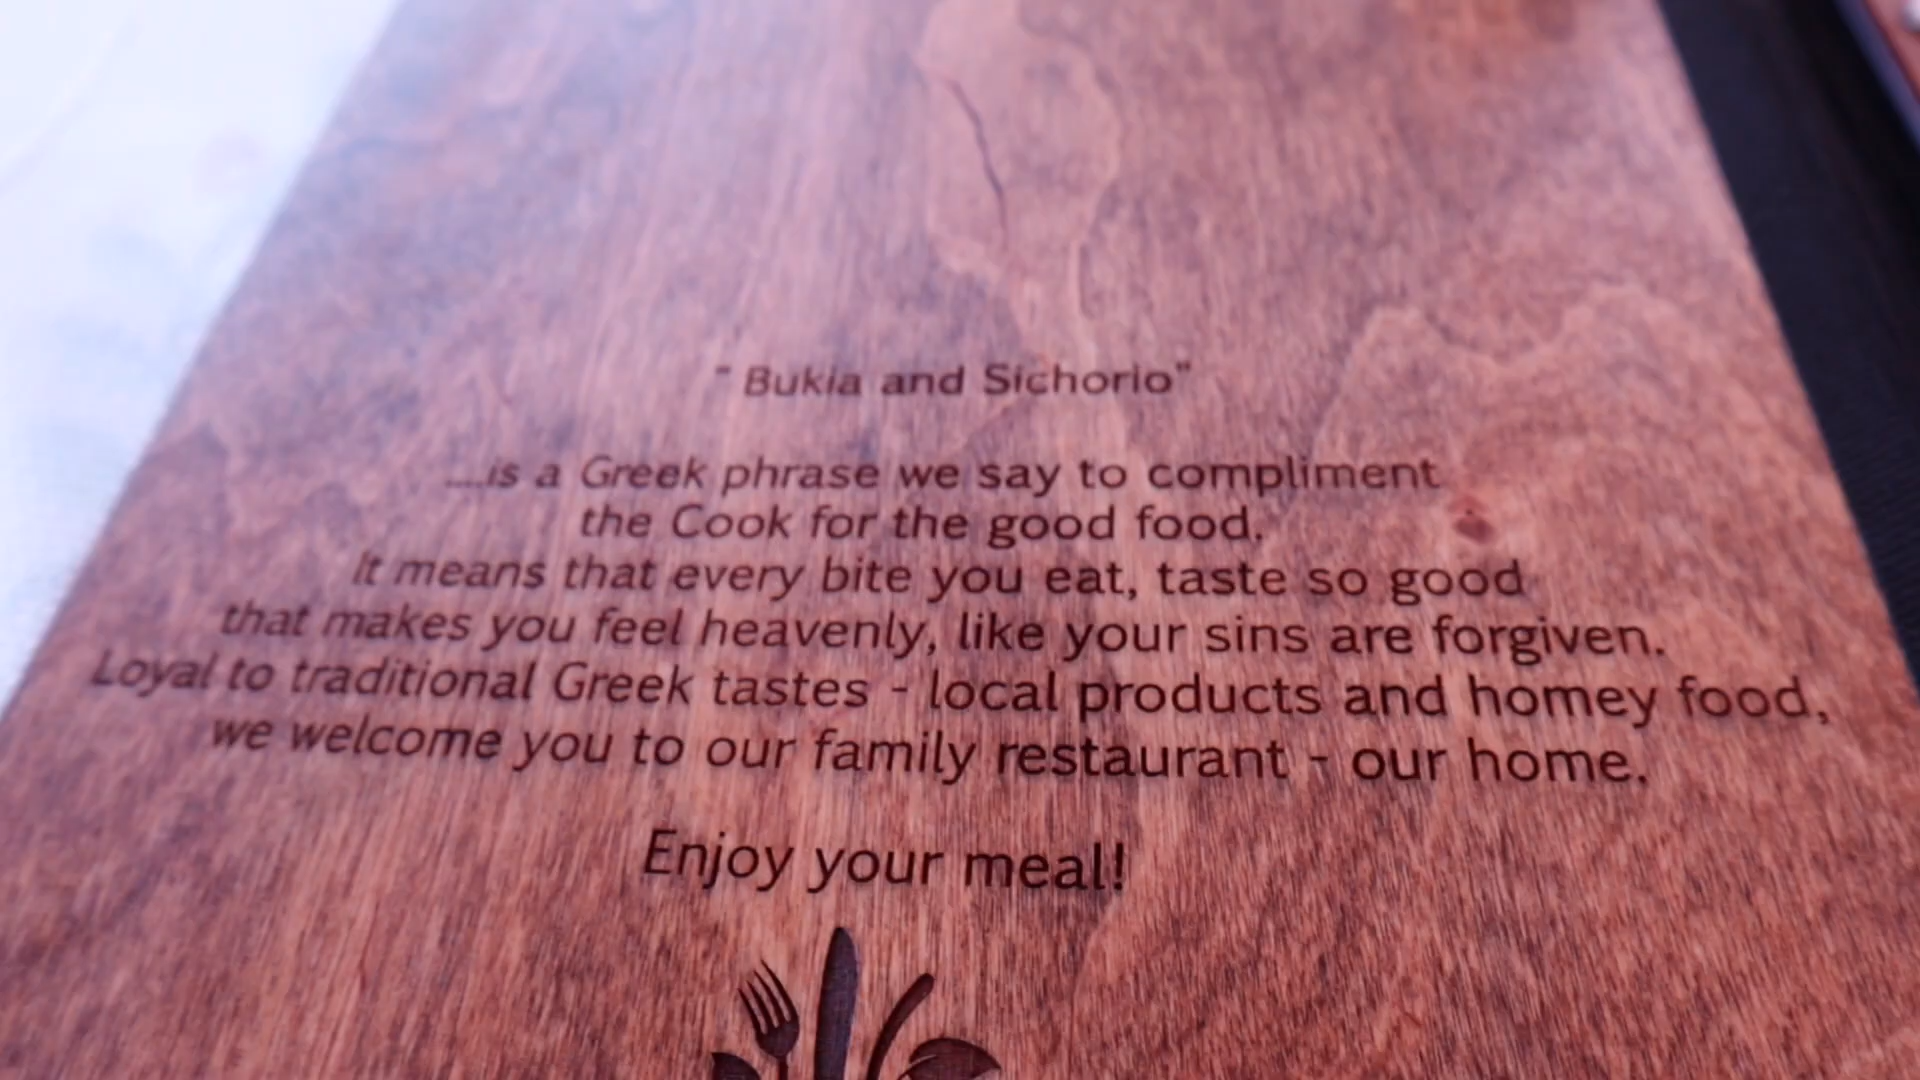 " Bukia and Sichorio"
....is a Greek phrase we say to compliment
the Cook for the good food.
It means that every bite you eat, taste so good
that makes you feel heavenly, like your sins are forgiven.
Loyal to traditional Greek tastes - local products and homey food,
we welcome you to our family restaurant - our home.
Enjoy your meal!